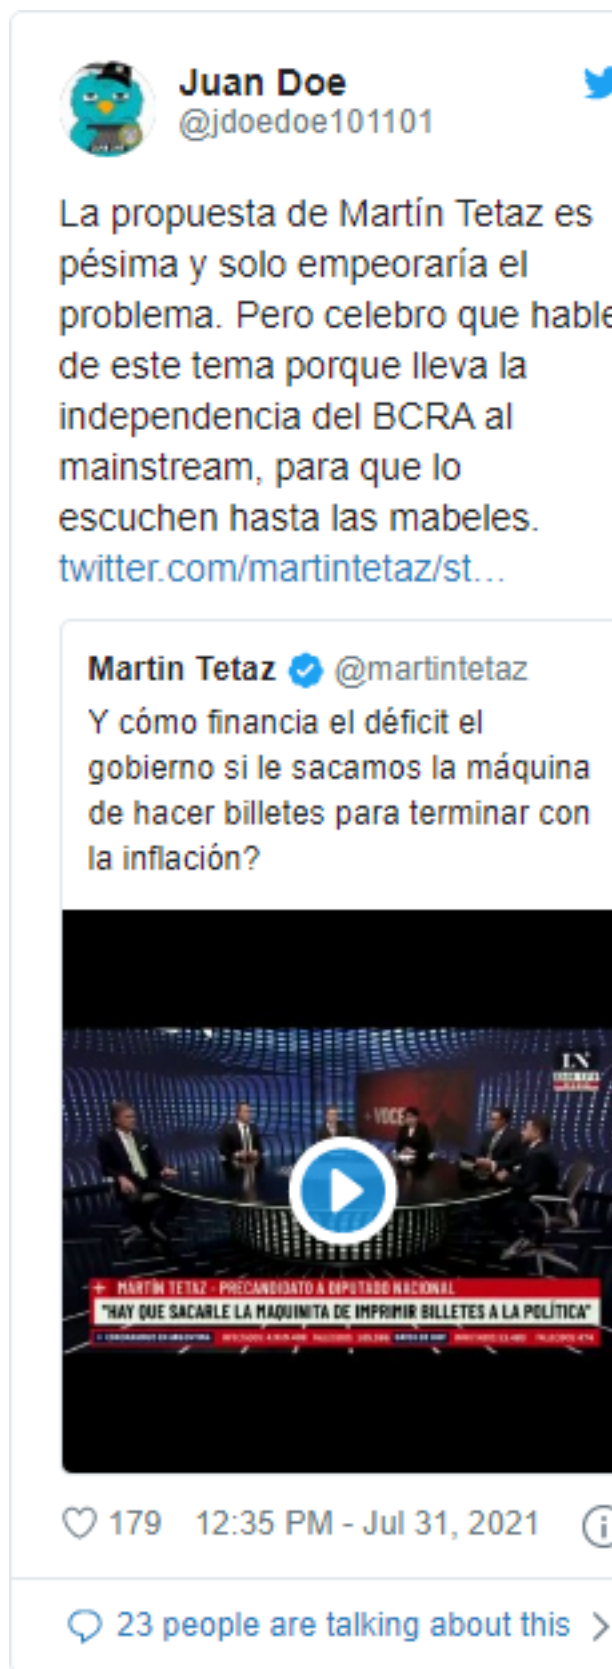 Juan Doe
@jdoedoe101101
La propuesta de Martín Tetaz es
pésima y solo empeoraría el
problema. Pero celebro que hable
de este tema porque lleva la
independencia del BCRA al
mainstream, para que lo
escuchen hasta las mabeles.
twitter.com/martintetaz/st…
Martin Tetaz @martintetaz
Y cómo financia el déficit el
gobierno si le sacamos la máquina
de hacer billetes para terminar con
la inflación?
LN
+ VOCES
+ MARTÍN TETAZ - PRECANDIDATO A DIPUTADO NACIONAL
"HAY QUE SACARLE LA MAQUINITA DE IMPRIMIR BILLETES A LA POLÍTICA"
179 12:35 PM - Jul 31, 2021
23 people are talking about this